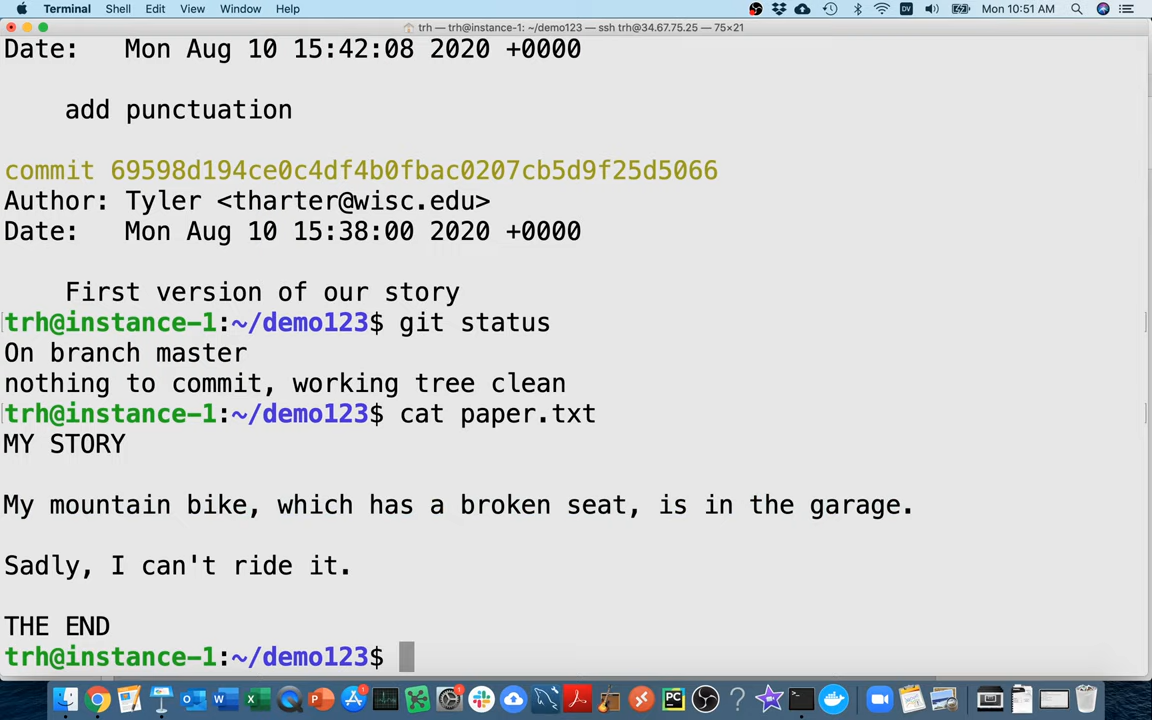 Terminal Shell Edit View Window Help Mon 10:51 AM
trh — trh@instance-1: ~/demo123 — ssh trh@34.67.75.25 — 75×21
Date:   Mon Aug 10 15:42:08 2020 +0000
add punctuation
commit 69598d194ce0c4df4b0fbac0207cb5d9f25d5066
Author: Tyler <tharter@wisc.edu>
Date:   Mon Aug 10 15:38:00 2020 +0000
First version of our story
trh@instance-1:~/demo123$ git status
On branch master
nothing to commit, working tree clean
trh@instance-1:~/demo123$ cat paper.txt
MY STORY
My mountain bike, which has a broken seat, is in the garage.
Sadly, I can't ride it.
THE END
trh@instance-1:~/demo123$